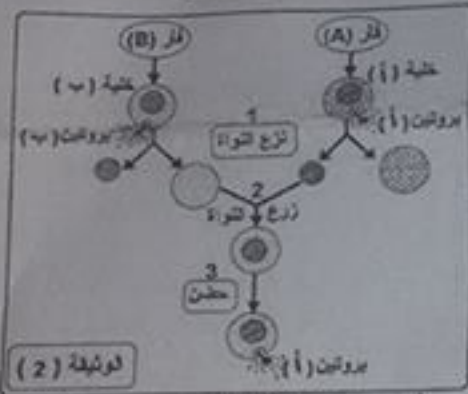 فأر (A)
فأر (B)
خلية (أ)
خلية (ب)
بروتين (أ)
بروتين (ب)
1
نزع النواة
2
زرع النواة
3
حضن
بروتين (أ)
الوثيقة (2)